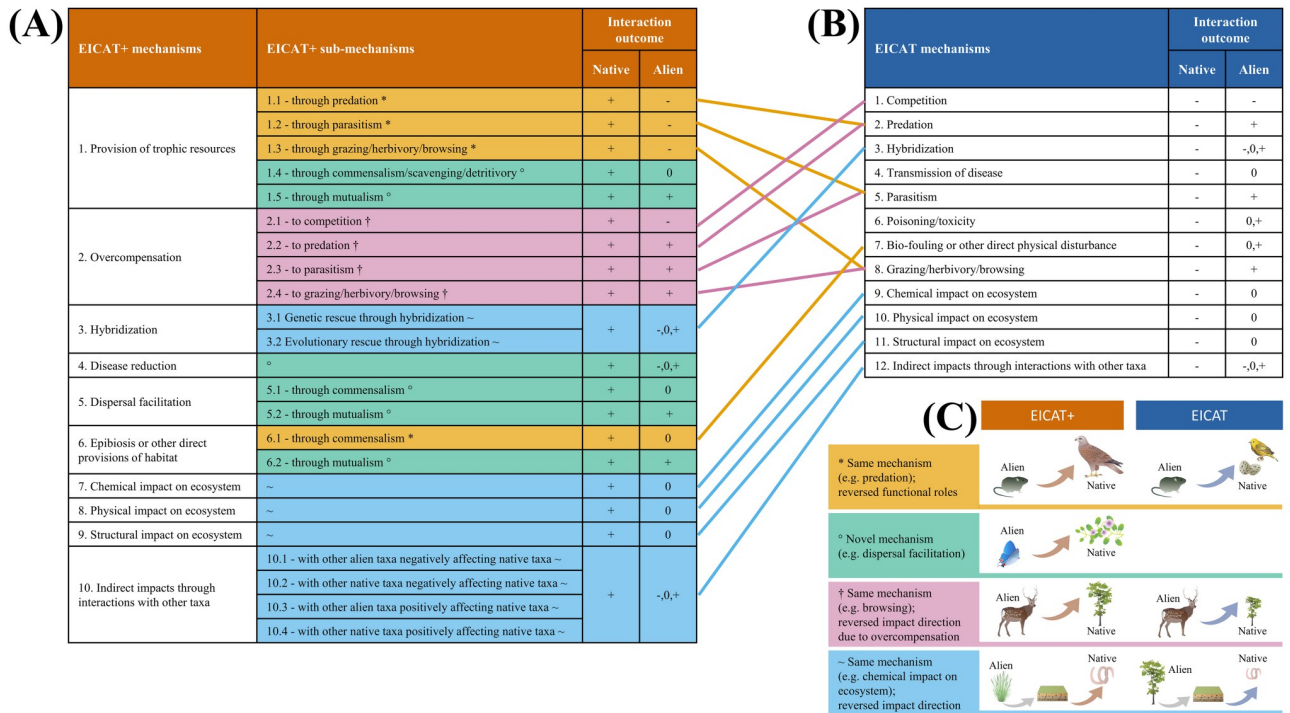 (A)
EICAT+ mechanisms
EICAT+ sub-mechanisms
Interaction
outcome
Native
Alien
1. Provision of trophic resources
1.1 - through predation *
+
-
1.2 - through parasitism *
+
-
1.3 - through grazing/herbivory/browsing *
+
-
1.4 - through commensalism/scavenging/detritivory °
+
0
1.5 - through mutualism °
+
+
2. Overcompensation
2.1 - to competition †
+
-
2.2 - to predation †
+
+
2.3 - to parasitism †
+
+
2.4 - to grazing/herbivory/browsing †
+
+
3. Hybridization
3.1 Genetic rescue through hybridization ~
3.2 Evolutionary rescue through hybridization ~
+
-,0,+
4. Disease reduction
°
+
-,0,+
5. Dispersal facilitation
5.1 - through commensalism °
+
0
5.2 - through mutualism °
+
+
6. Epibiosis or other direct
provisions of habitat
6.1 - through commensalism *
+
0
6.2 - through mutualism °
+
+
7. Chemical impact on ecosystem
~
+
0
8. Physical impact on ecosystem
~
+
0
9. Structural impact on ecosystem
~
+
0
10. Indirect impacts through
interactions with other taxa
10.1 - with other alien taxa negatively affecting native taxa ~
10.2 - with other native taxa negatively affecting native taxa ~
10.3 - with other alien taxa positively affecting native taxa ~
10.4 - with other native taxa positively affecting native taxa ~
+
-,0,+
(B)
EICAT mechanisms
Interaction
outcome
Native
Alien
1. Competition
-
-
2. Predation
-
+
3. Hybridization
-
-,0,+
4. Transmission of disease
-
0
5. Parasitism
-
+
6. Poisoning/toxicity
-
0,+
7. Bio-fouling or other direct physical disturbance
-
0,+
8. Grazing/herbivory/browsing
-
+
9. Chemical impact on ecosystem
-
0
10. Physical impact on ecosystem
-
0
11. Structural impact on ecosystem
-
0
12. Indirect impacts through interactions with other taxa
-
-,0,+
(C)
EICAT+
EICAT
* Same mechanism
(e.g. predation);
reversed functional roles
Alien
Native
Alien
Native
° Novel mechanism
(e.g. dispersal facilitation)
Alien
Native
† Same mechanism
(e.g. browsing);
reversed impact direction
due to overcompensation
Alien
Native
Alien
Native
~ Same mechanism
(e.g. chemical impact on
ecosystem);
reversed impact direction
Alien
Native
Alien
Native